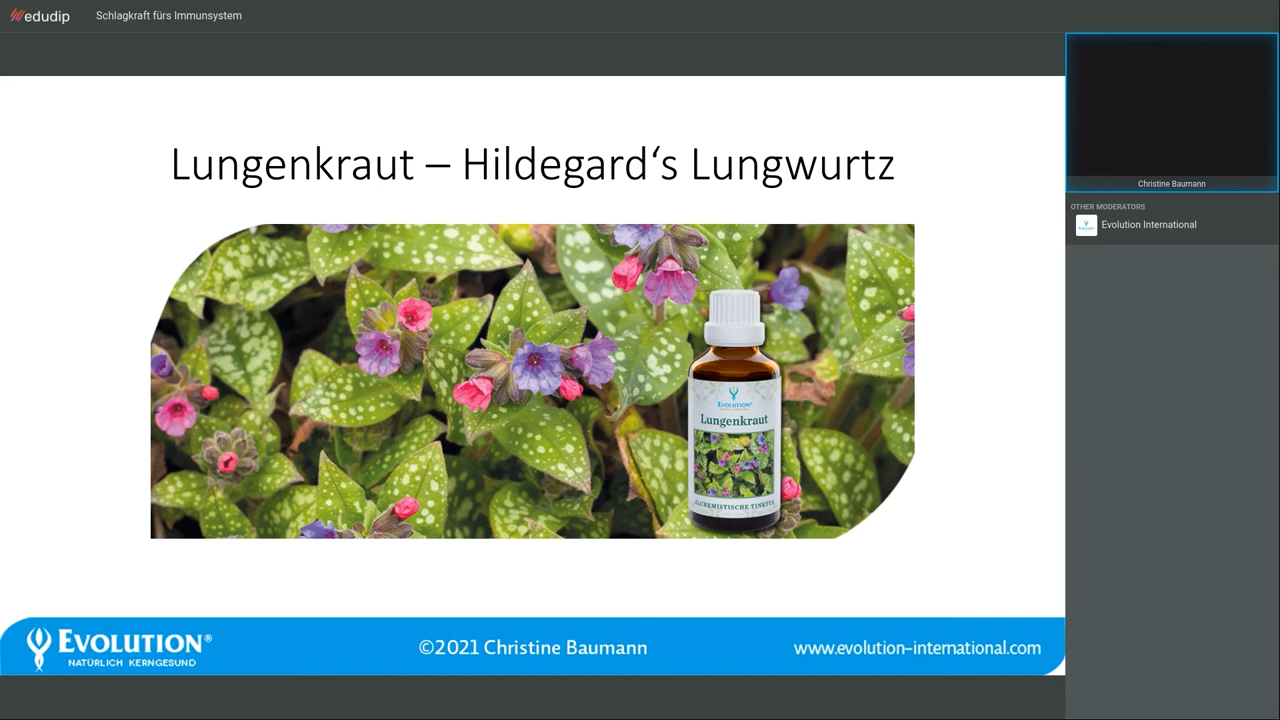 edudip
Schlagkraft fürs Immunsystem
Lungenkraut – Hildegard‘s Lungwurtz
Christine Baumann
OTHER MODERATORS
Evolution International
EVOLUTION®
Lungenkraut
ALCHEMISTISCHE TINKTUR
EVOLUTION®
NATÜRLICH KERNGESUND
©2021 Christine Baumann
www.evolution-international.com